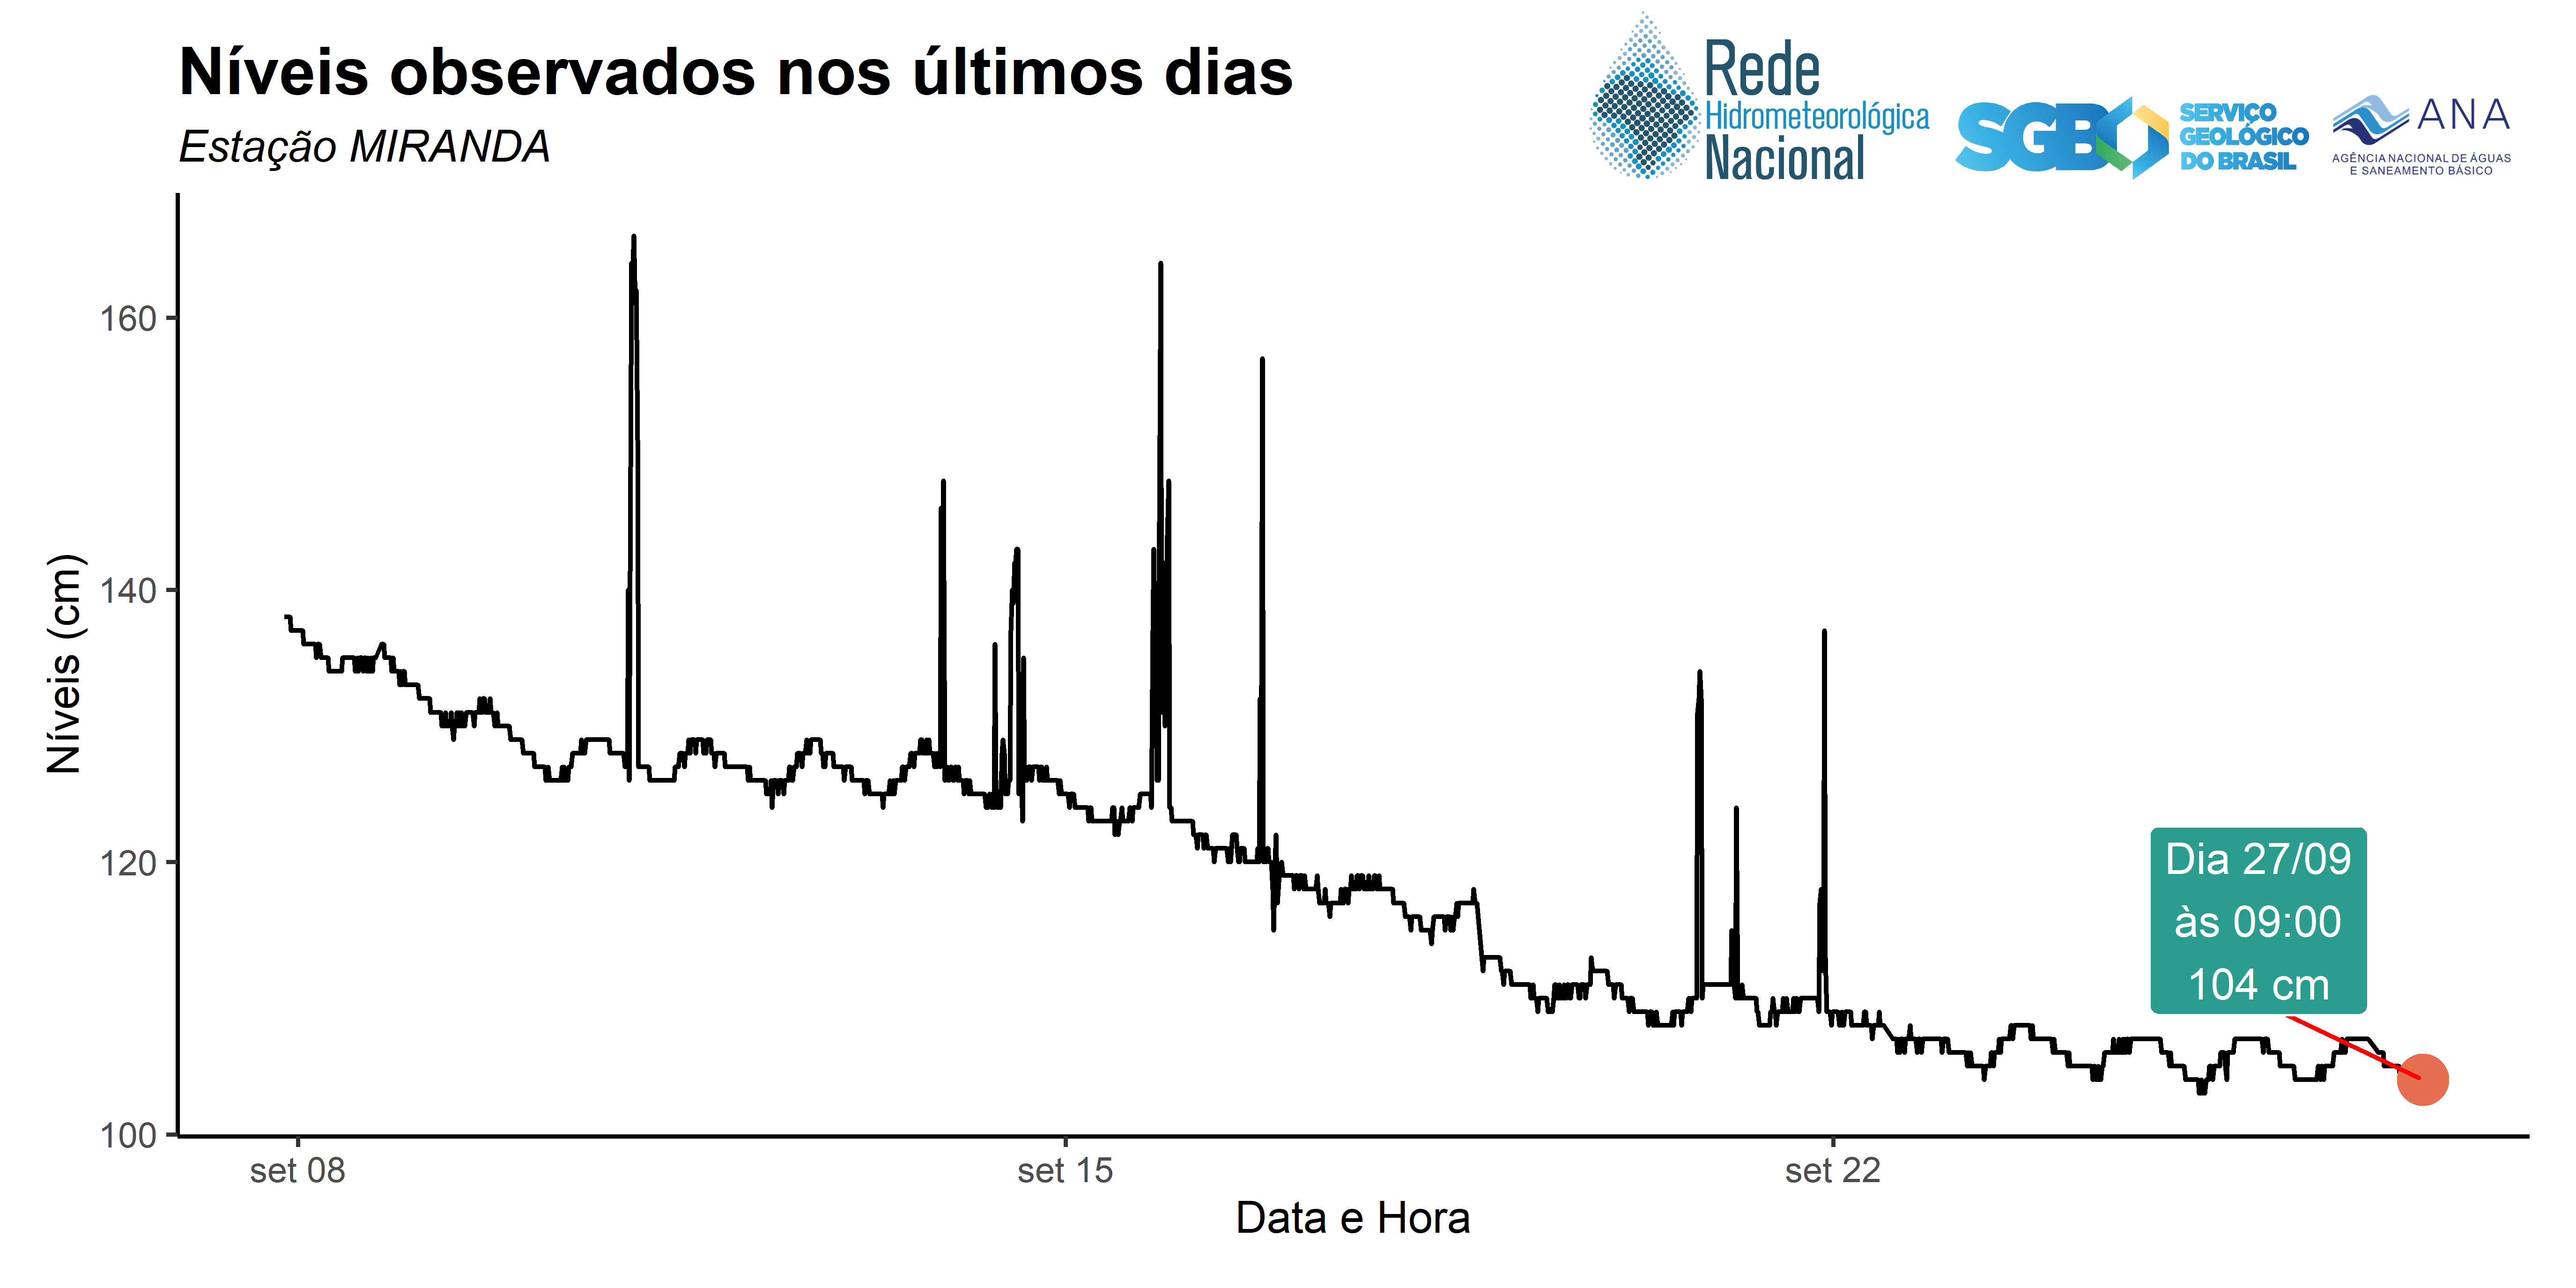 Níveis observados nos últimos dias
Estação MIRANDA
Rede
Hidrometeorológica
Nacional
SGB
SERVIÇO
GEOLÓGICO
DO BRASIL
ANA
AGÊNCIA NACIONAL DE ÁGUAS
E SANEAMENTO BÁSICO
Níveis (cm)
160
140
120
100
Dia 27/09
às 09:00
104 cm
set 08
set 15
set 22
Data e Hora